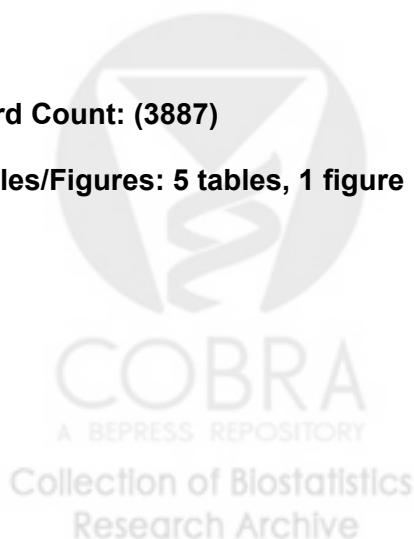 rd Count: (3887)
les/Figures: 5 tables, 1 figure
COBRA
A BEPRESS REPOSITORY
Collection of Biostatistics
Research Archive